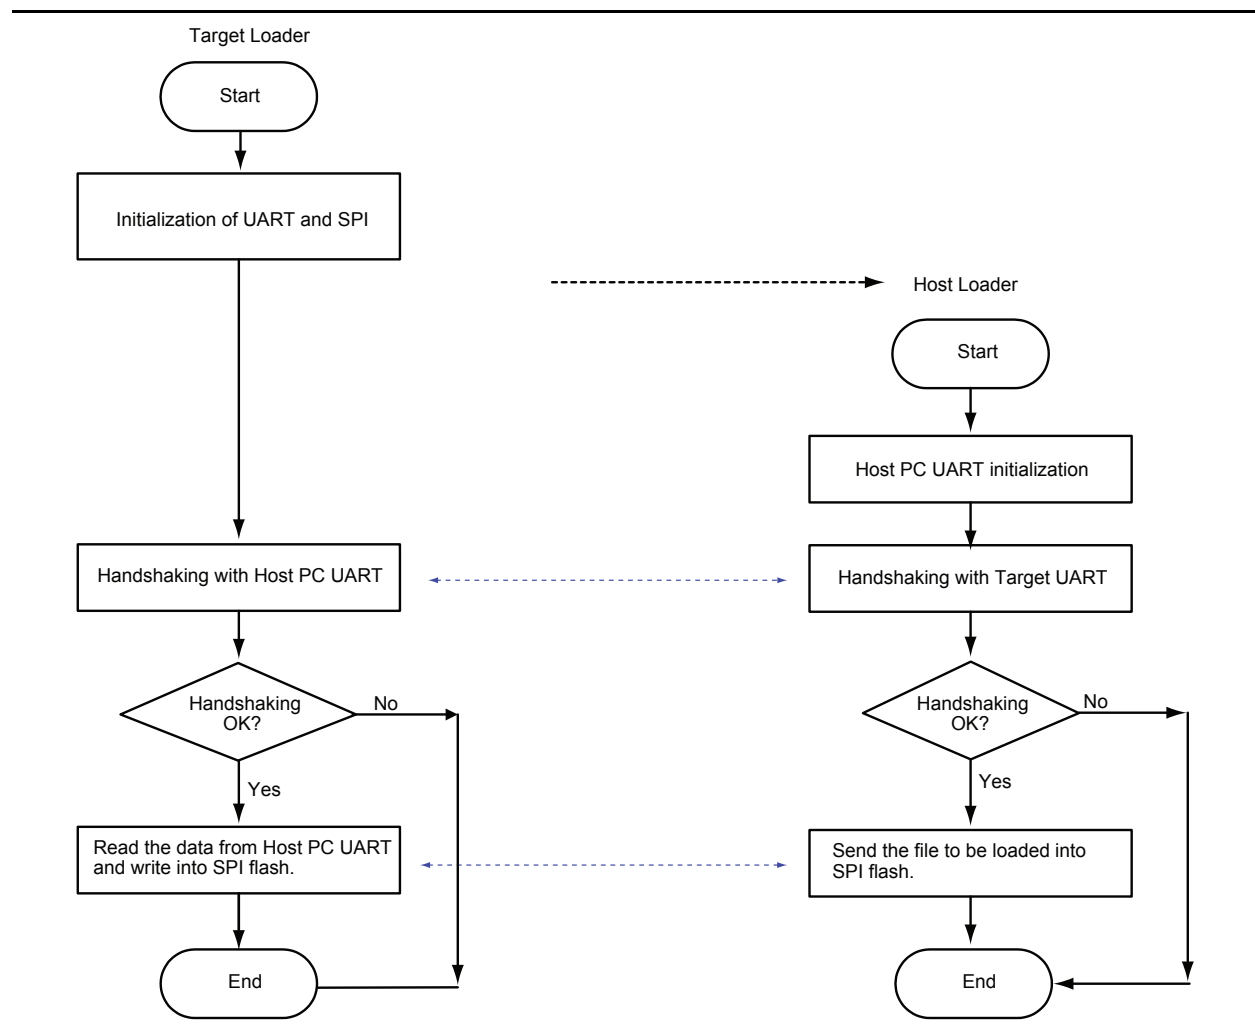 Target Loader
Start
Initialization of UART and SPI
Handshaking with Host PC UART
Handshaking
OK?
No
Yes
Read the data from Host PC UART
and write into SPI flash.
End
Host Loader
Start
Host PC UART initialization
Handshaking with Target UART
Handshaking
OK?
No
Yes
Send the file to be loaded into
SPI flash.
End